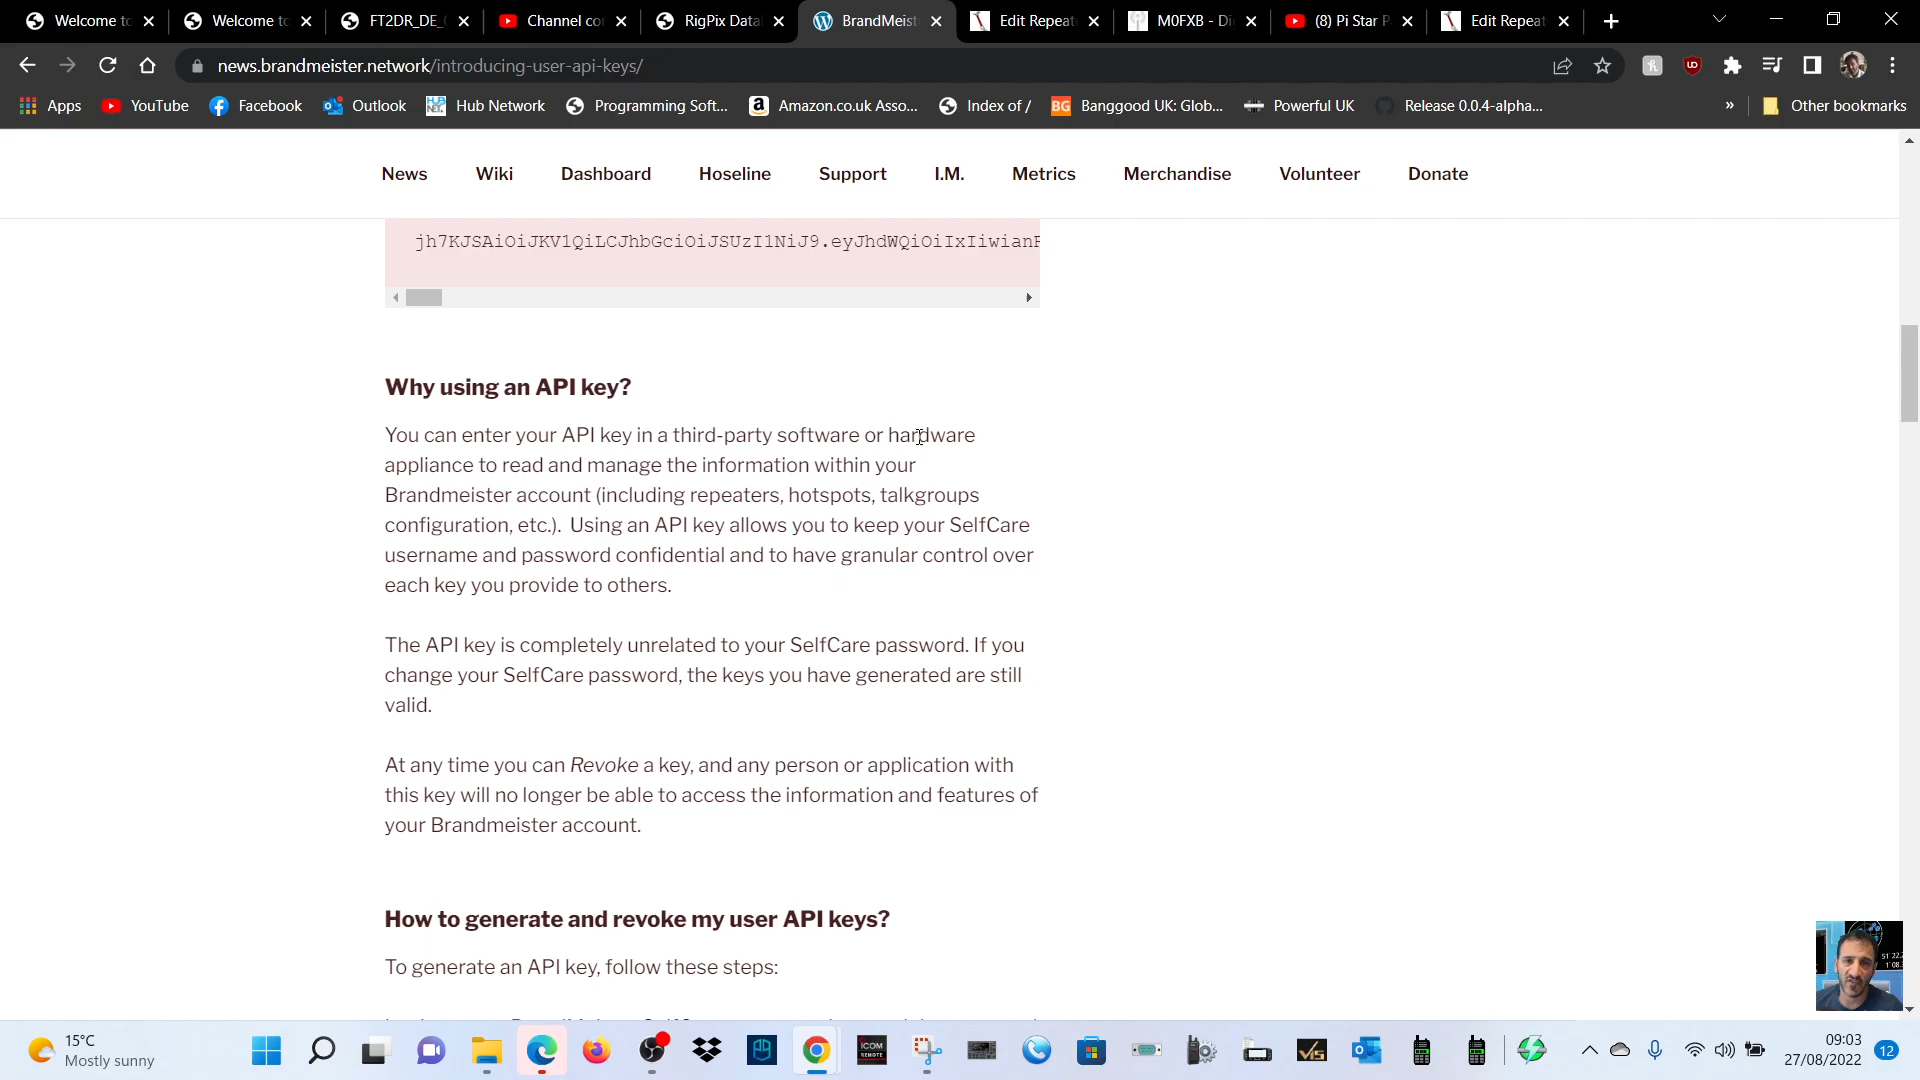 Welcome to
Welcome to
FT2DR_DE_
Channel co
RigPix Data
BrandMeis
Edit Repeat
M0FXB - Di
(8) Pi Star P
Edit Repeat
news.brandmeister.network/introducing-user-api-keys/
Apps
YouTube
Facebook
Outlook
Hub Network
Programming Soft...
Amazon.co.uk Asso...
Index of /
BG
Banggood UK: Glob...
Powerful UK
Release 0.0.4-alpha...
»
Other bookmarks
News
Wiki
Dashboard
Hoseline
Support
I.M.
Metrics
Merchandise
Volunteer
Donate
jh7KJSAiOiJKV1QiLCJhbGciOiJSUzI1NiJ9.eyJhdWQiOiIxIiwianR
Why using an API key?
You can enter your API key in a third-party software or hardware
appliance to read and manage the information within your
Brandmeister account (including repeaters, hotspots, talkgroups
configuration, etc.). Using an API key allows you to keep your SelfCare
username and password confidential and to have granular control over
each key you provide to others.
The API key is completely unrelated to your SelfCare password. If you
change your SelfCare password, the keys you have generated are still
valid.
At any time you can Revoke a key, and any person or application with
this key will no longer be able to access the information and features of
your Brandmeister account.
How to generate and revoke my user API keys?
To generate an API key, follow these steps:
15°C
Mostly sunny
ICOM
REMOTE
09:03
27/08/2022
12